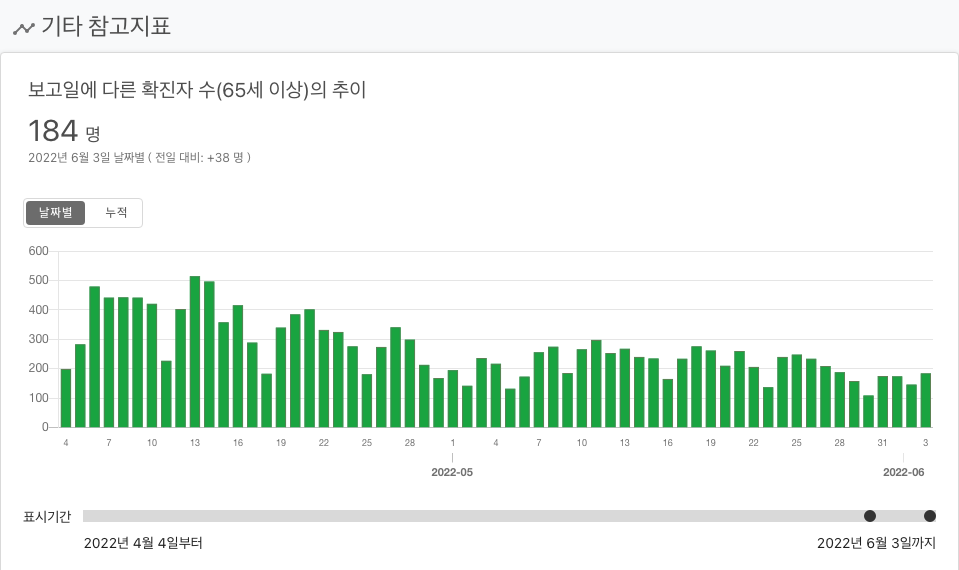 기타 참고지표
보고일에 다른 확진자 수(65세 이상)의 추이
184 명
2022년 6월 3일 날짜별 ( 전일 대비: +38 명 )
날짜별 누적
600
500
400
300
200
100
0
4 7 10 13 16 19 22 25 28 1 4 7 10 13 16 19 22 25 28 31 3
2022-05 2022-06
표시기간
2022년 4월 4일부터 2022년 6월 3일까지